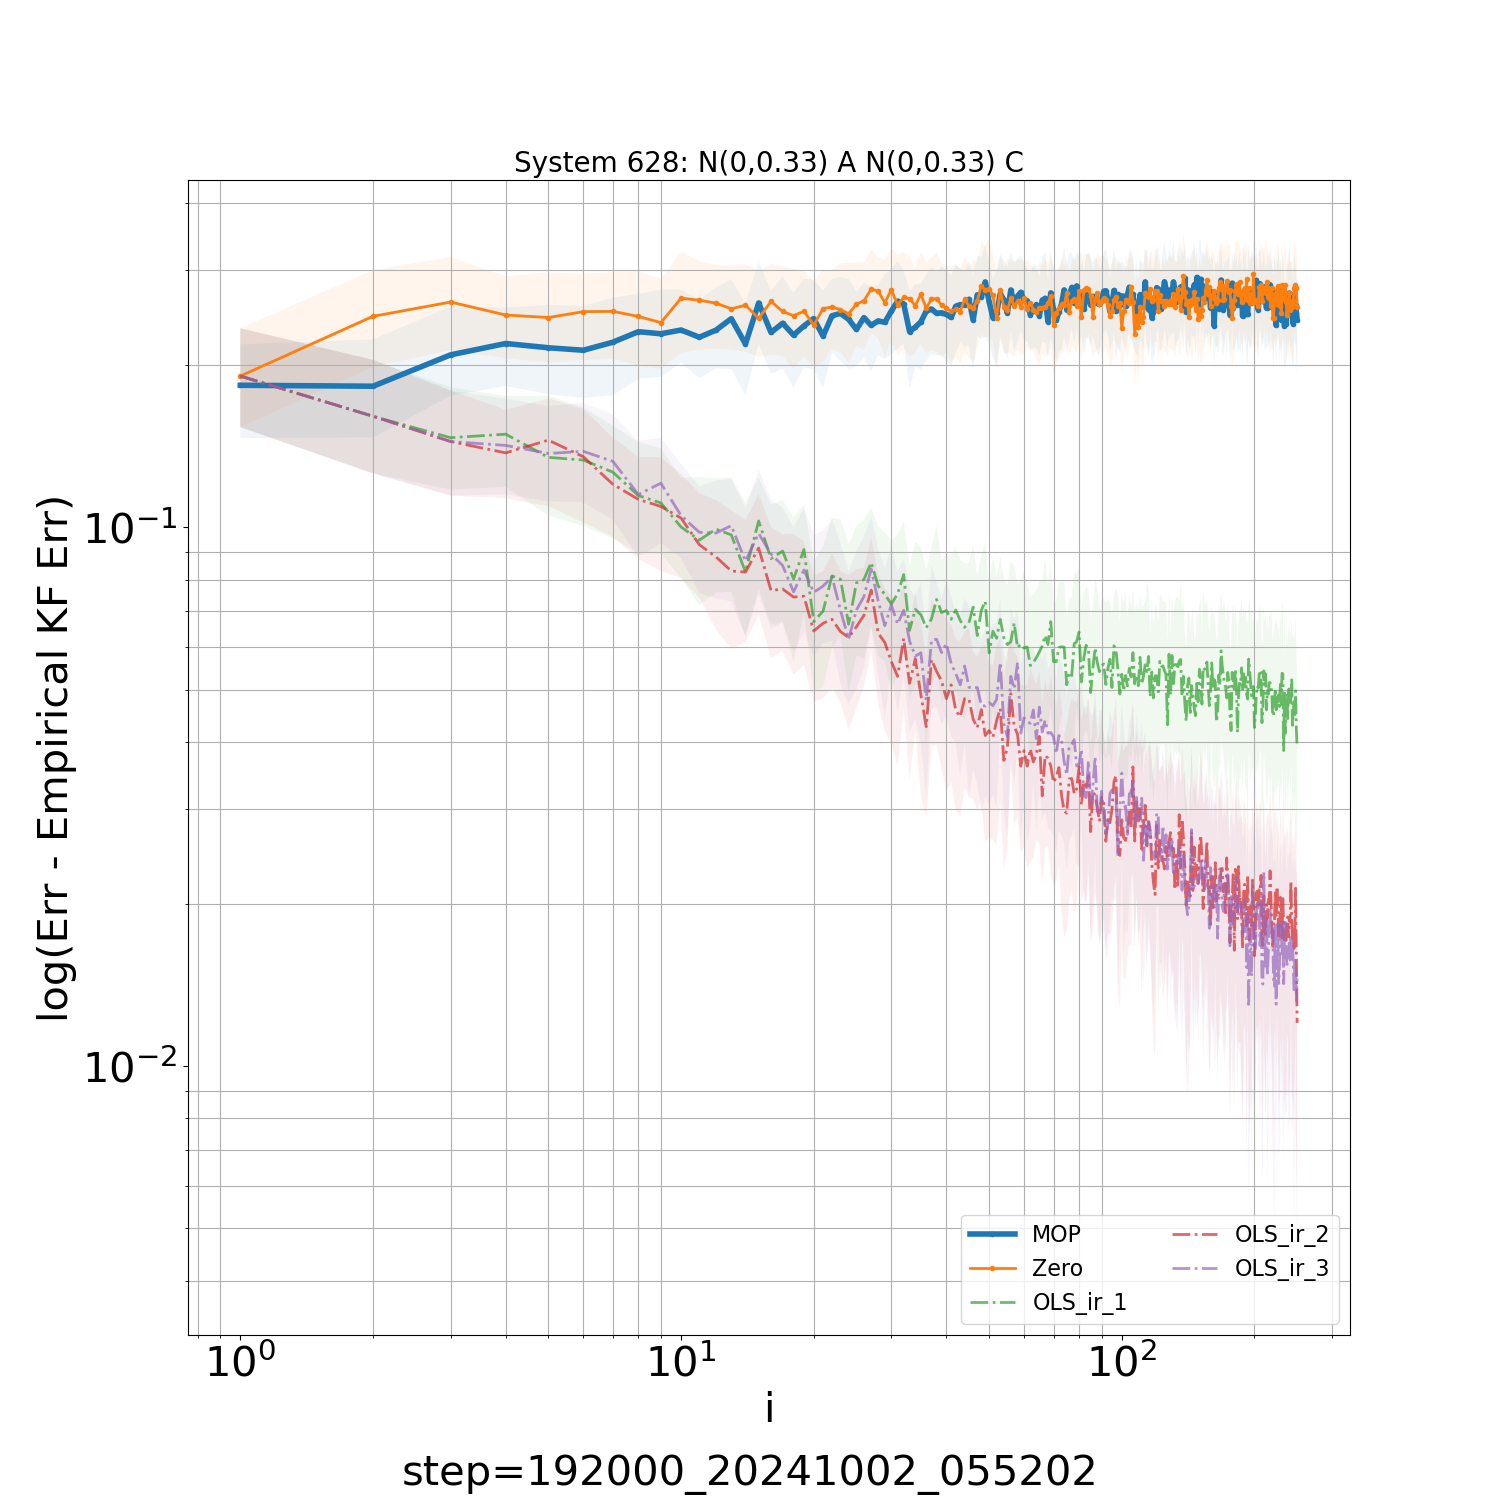 System 628: N(0,0.33) A N(0,0.33) C
log(Err - Empirical KF Err)
10⁻¹
10⁻²
MOP
Zero
OLS_ir_1
OLS_ir_2
OLS_ir_3
10⁰ 10¹ 10²
i
step=192000_20241002_055202